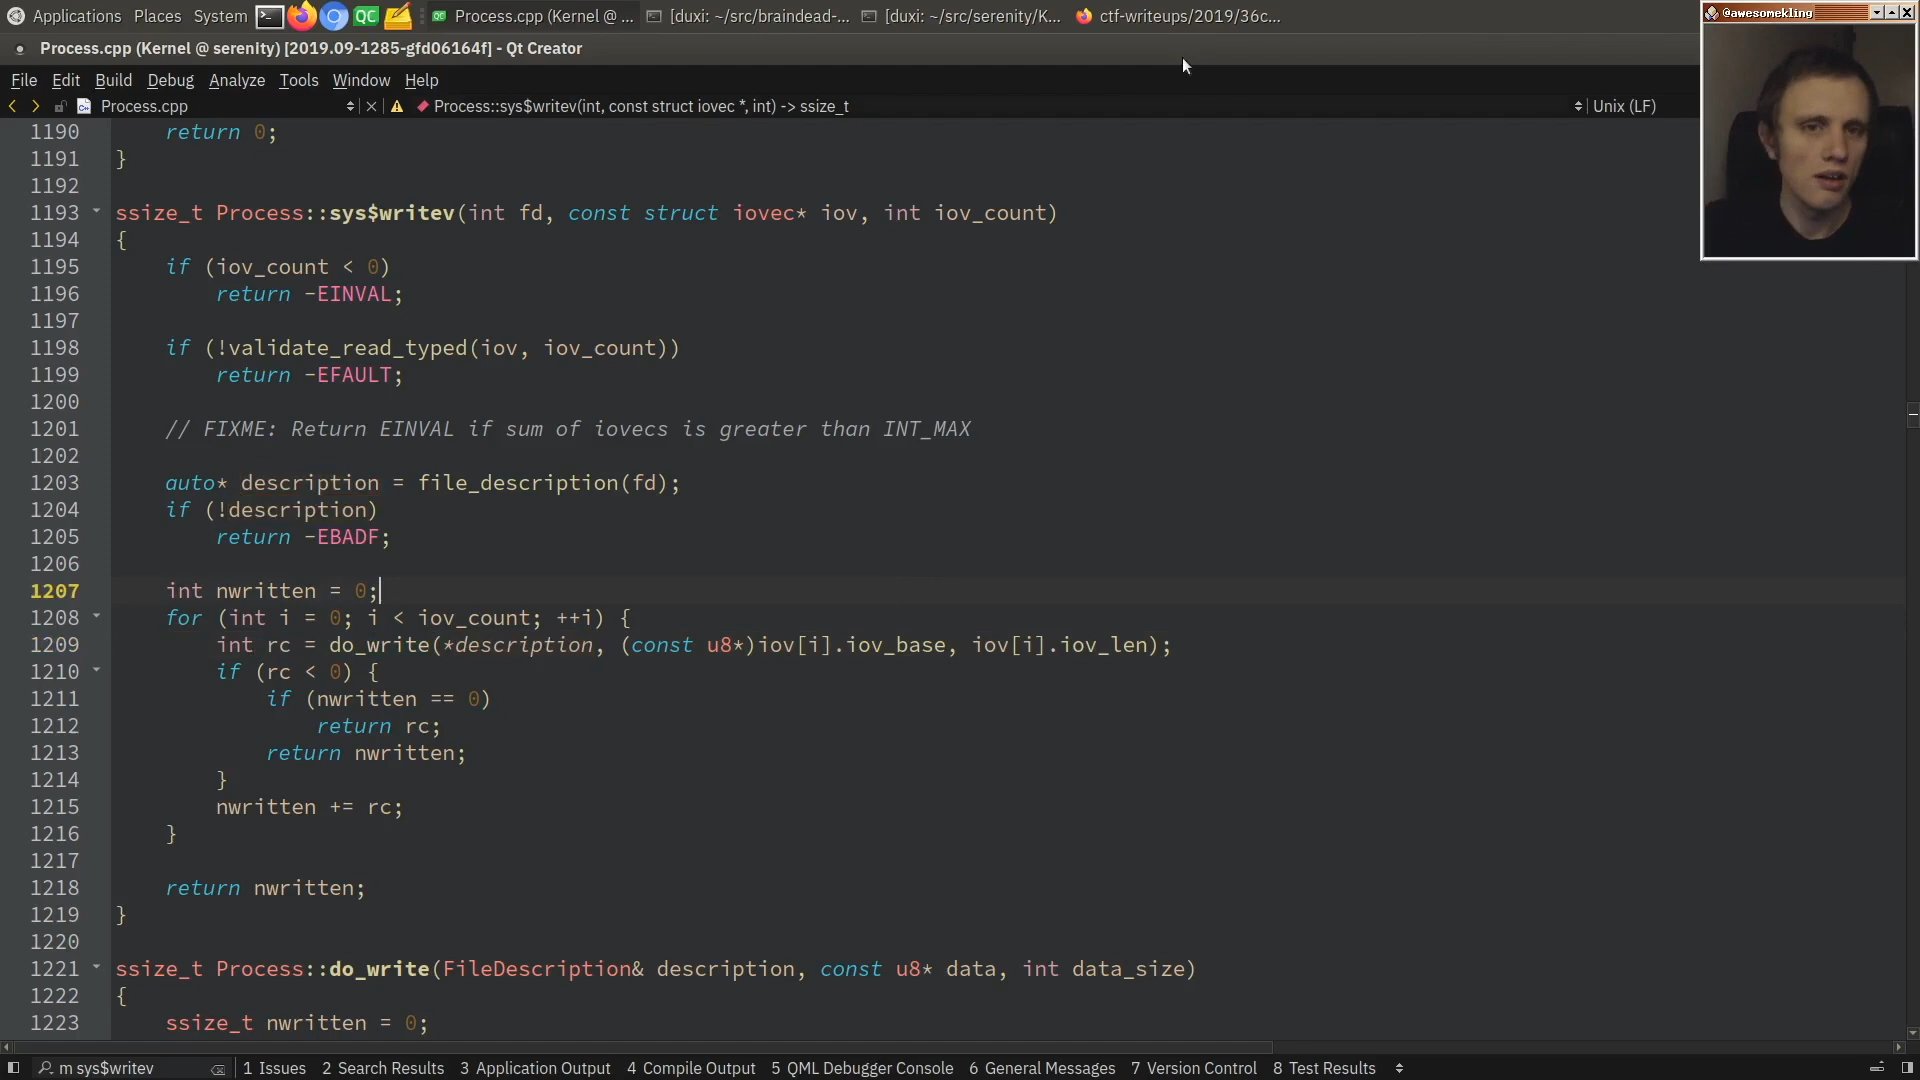 Applications Places System QC Process.cpp (Kernel @ ... [duxi: ~/src/braindead-... [duxi: ~/src/serenity/K... ctf-writeups/2019/36c...
@awesomekling
Process.cpp (Kernel @ serenity) [2019.09-1285-gfd06164f] - Qt Creator
File Edit Build Debug Analyze Tools Window Help
Process.cpp Process::sys$writev(int, const struct iovec *, int) -> ssize_t Unix (LF)
1190 return 0;
1191 }
1192
1193 ssize_t Process::sys$writev(int fd, const struct iovec* iov, int iov_count)
1194 {
1195 if (iov_count < 0)
1196 return -EINVAL;
1197
1198 if (!validate_read_typed(iov, iov_count))
1199 return -EFAULT;
1200
1201 // FIXME: Return EINVAL if sum of iovecs is greater than INT_MAX
1202
1203 auto* description = file_description(fd);
1204 if (!description)
1205 return -EBADF;
1206
1207 int nwritten = 0;
1208 for (int i = 0; i < iov_count; ++i) {
1209 int rc = do_write(*description, (const u8*)iov[i].iov_base, iov[i].iov_len);
1210 if (rc < 0) {
1211 if (nwritten == 0)
1212 return rc;
1213 return nwritten;
1214 }
1215 nwritten += rc;
1216 }
1217
1218 return nwritten;
1219 }
1220
1221 ssize_t Process::do_write(FileDescription& description, const u8* data, int data_size)
1222 {
1223 ssize_t nwritten = 0;
m sys$writev 1 Issues 2 Search Results 3 Application Output 4 Compile Output 5 QML Debugger Console 6 General Messages 7 Version Control 8 Test Results